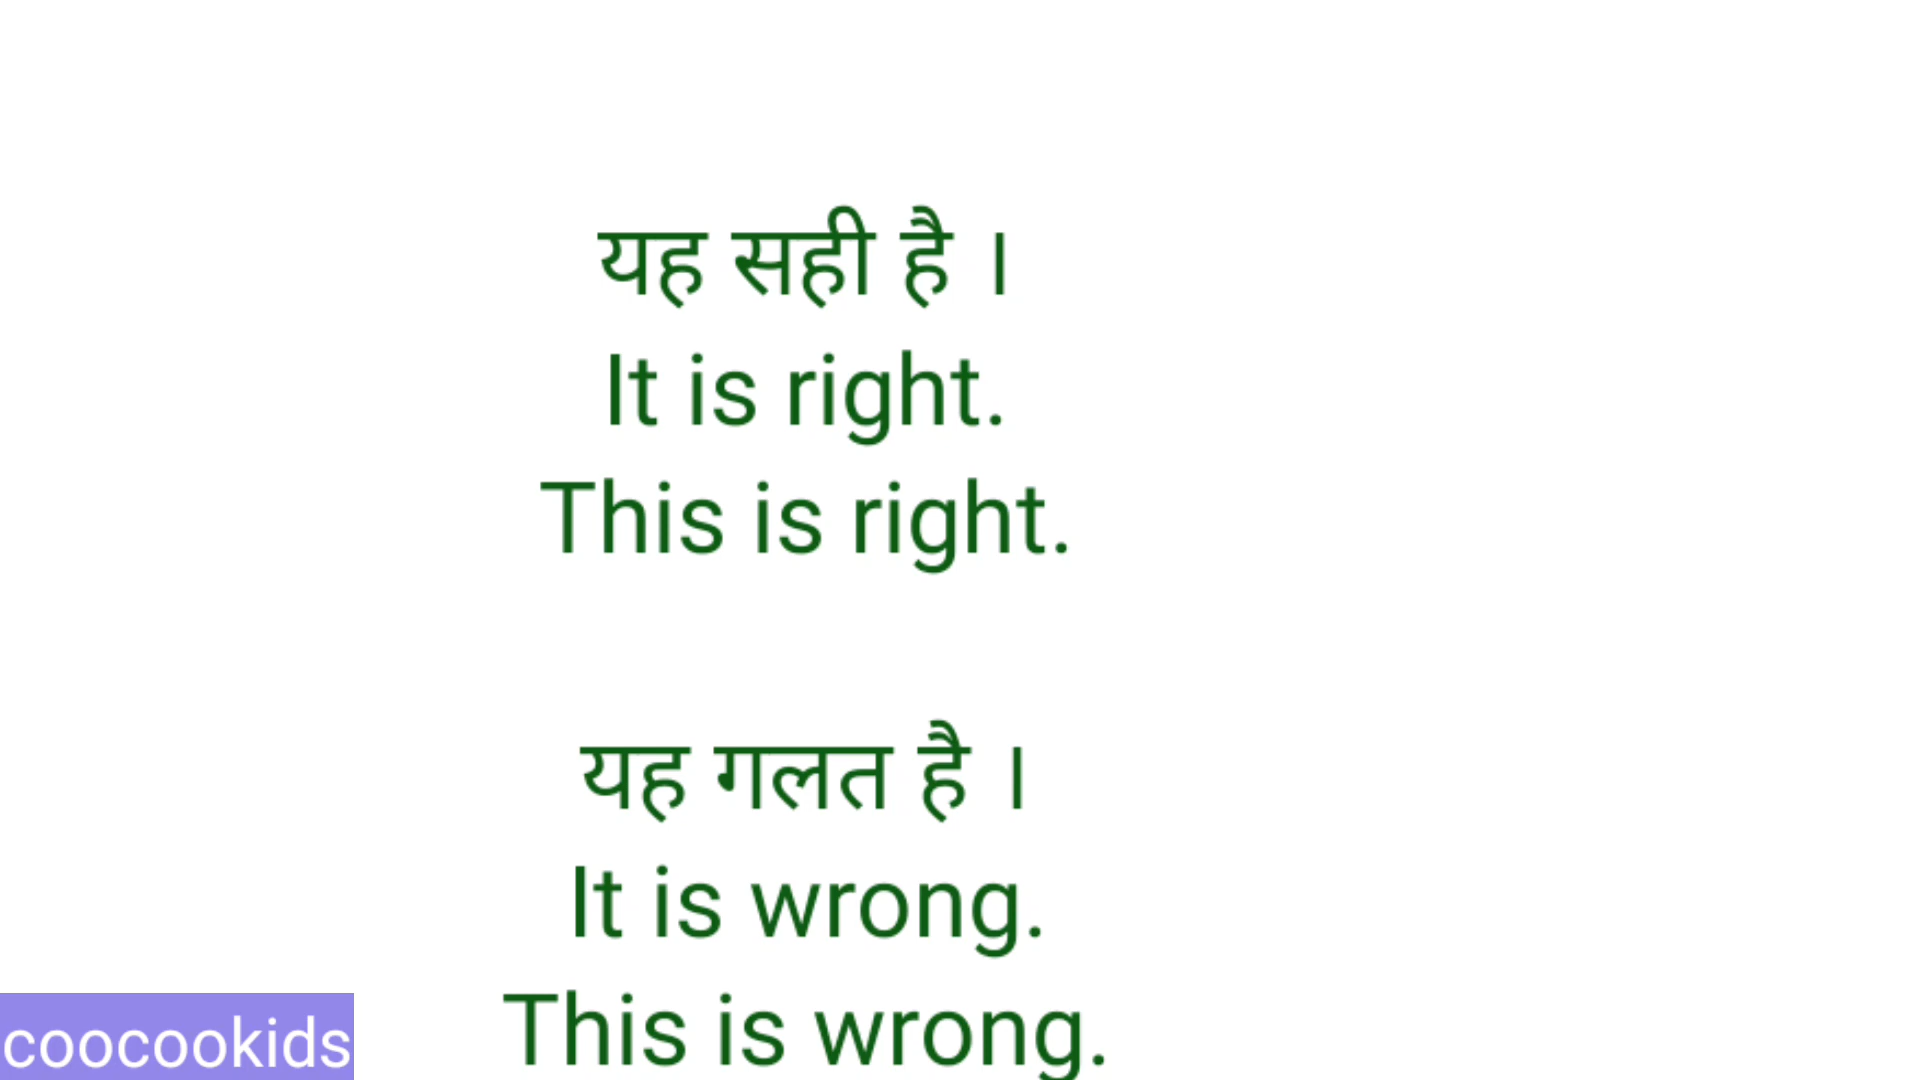 यह सही है ।
It is right.
This is right.
यह गलत है ।
It is wrong.
This is wrong.
coocookids